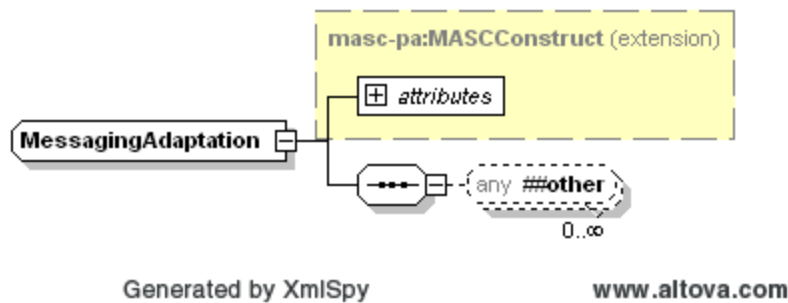 masc-pa:MASCConstruct (extension)
attributes
MessagingAdaptation
any ##other
0..∞
Generated by XmlSpy
www.altova.com